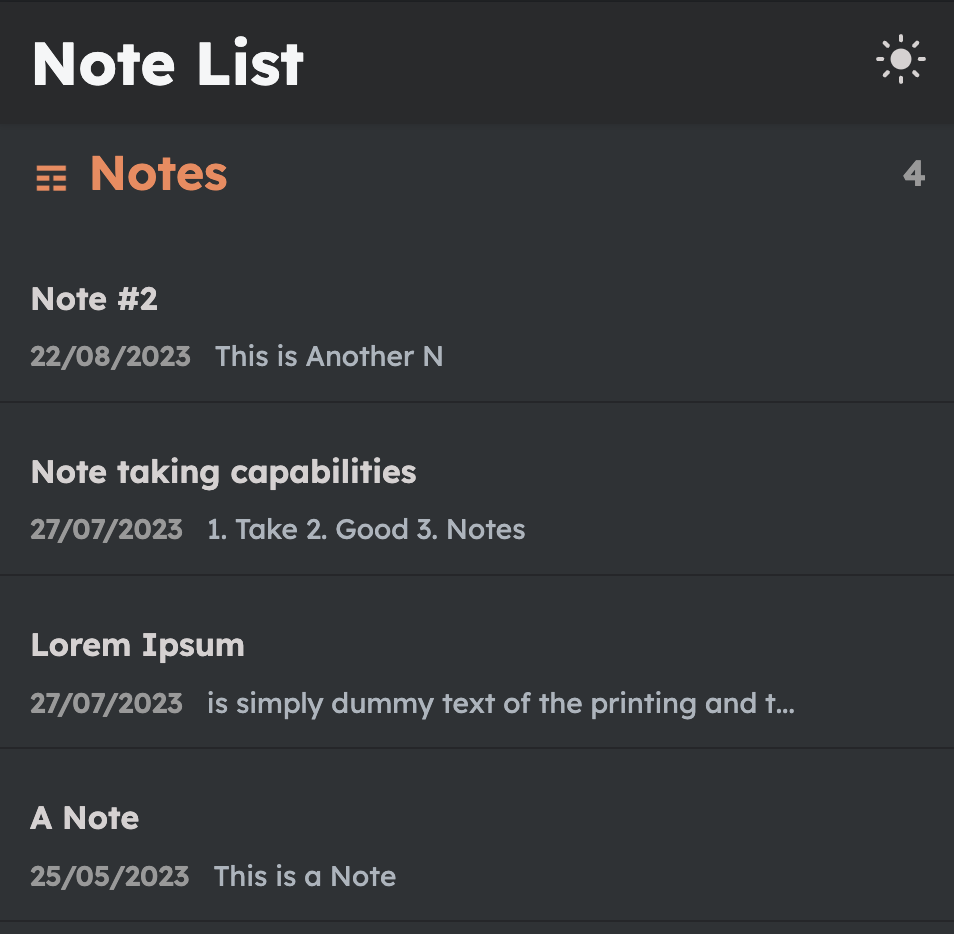 Note List
Notes 4
Note #2
22/08/2023 This is Another N
Note taking capabilities
27/07/2023 1. Take 2. Good 3. Notes
Lorem Ipsum
27/07/2023 is simply dummy text of the printing and t...
A Note
25/05/2023 This is a Note